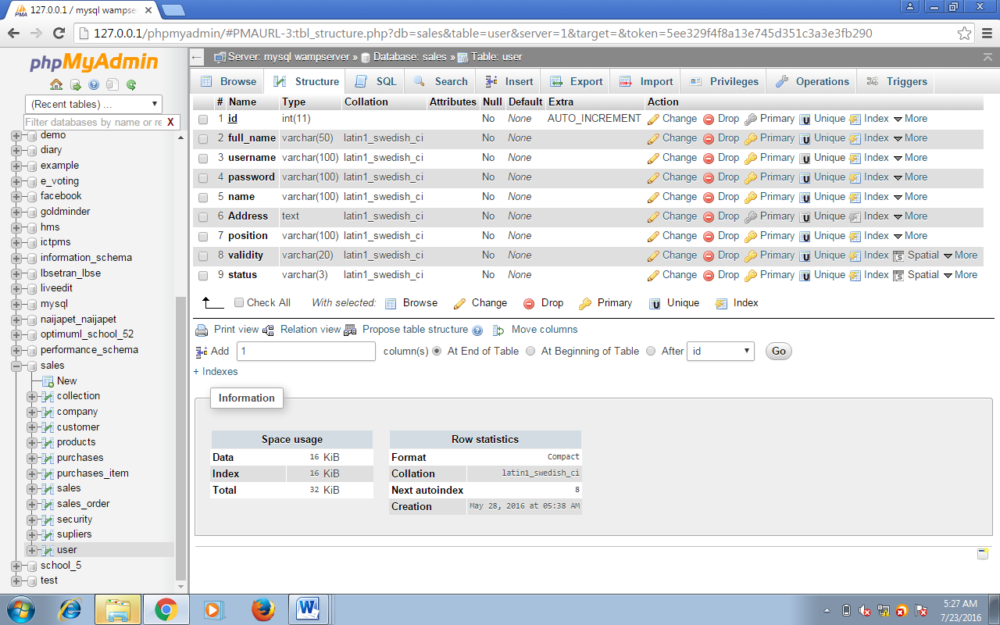 127.0.0.1 / mysql wampse
127.0.0.1/phpmyadmin/#PMAURL-3:tbl_structure.php?db=sales&table=user&server=1&target=&token=5ee329f4f8a13e745d351c3a3e3fb290
phpMyAdmin
(Recent tables) ...
Filter databases by name or re X
demo
diary
example
e_voting
facebook
goldminder
hms
ictpms
information_schema
lbsetran_lbse
liveedit
mysql
naijapet_naijapet
optimuml_school_52
performance_schema
sales
New
collection
company
customer
products
purchases
purchases_item
sales
sales_order
security
supliers
user
school_5
test
Server: mysql wampserver » Database: sales » Table: user
Browse Structure SQL Search Insert Export Import Privileges Operations Triggers
# Name Type Collation Attributes Null Default Extra Action
1 id int(11) No None AUTO_INCREMENT Change Drop Primary Unique Index More
2 full_name varchar(50) latin1_swedish_ci No None Change Drop Primary Unique Index More
3 username varchar(100) latin1_swedish_ci No None Change Drop Primary Unique Index More
4 password varchar(100) latin1_swedish_ci No None Change Drop Primary Unique Index More
5 name varchar(100) latin1_swedish_ci No None Change Drop Primary Unique Index More
6 Address text latin1_swedish_ci No None Change Drop Primary Unique Index More
7 position varchar(100) latin1_swedish_ci No None Change Drop Primary Unique Index More
8 validity varchar(20) latin1_swedish_ci No None Change Drop Primary Unique Index Spatial More
9 status varchar(3) latin1_swedish_ci No None Change Drop Primary Unique Index Spatial More
Check All With selected: Browse Change Drop Primary Unique Index
Print view Relation view Propose table structure Move columns
Add 1 column(s) At End of Table At Beginning of Table After id Go
+ Indexes
Information
Space usage
Data 16 KiB
Index 16 KiB
Total 32 KiB
Row statistics
Format Compact
Collation latin1_swedish_ci
Next autoindex 8
Creation May 28, 2016 at 05:38 AM
5:27 AM
7/23/2016